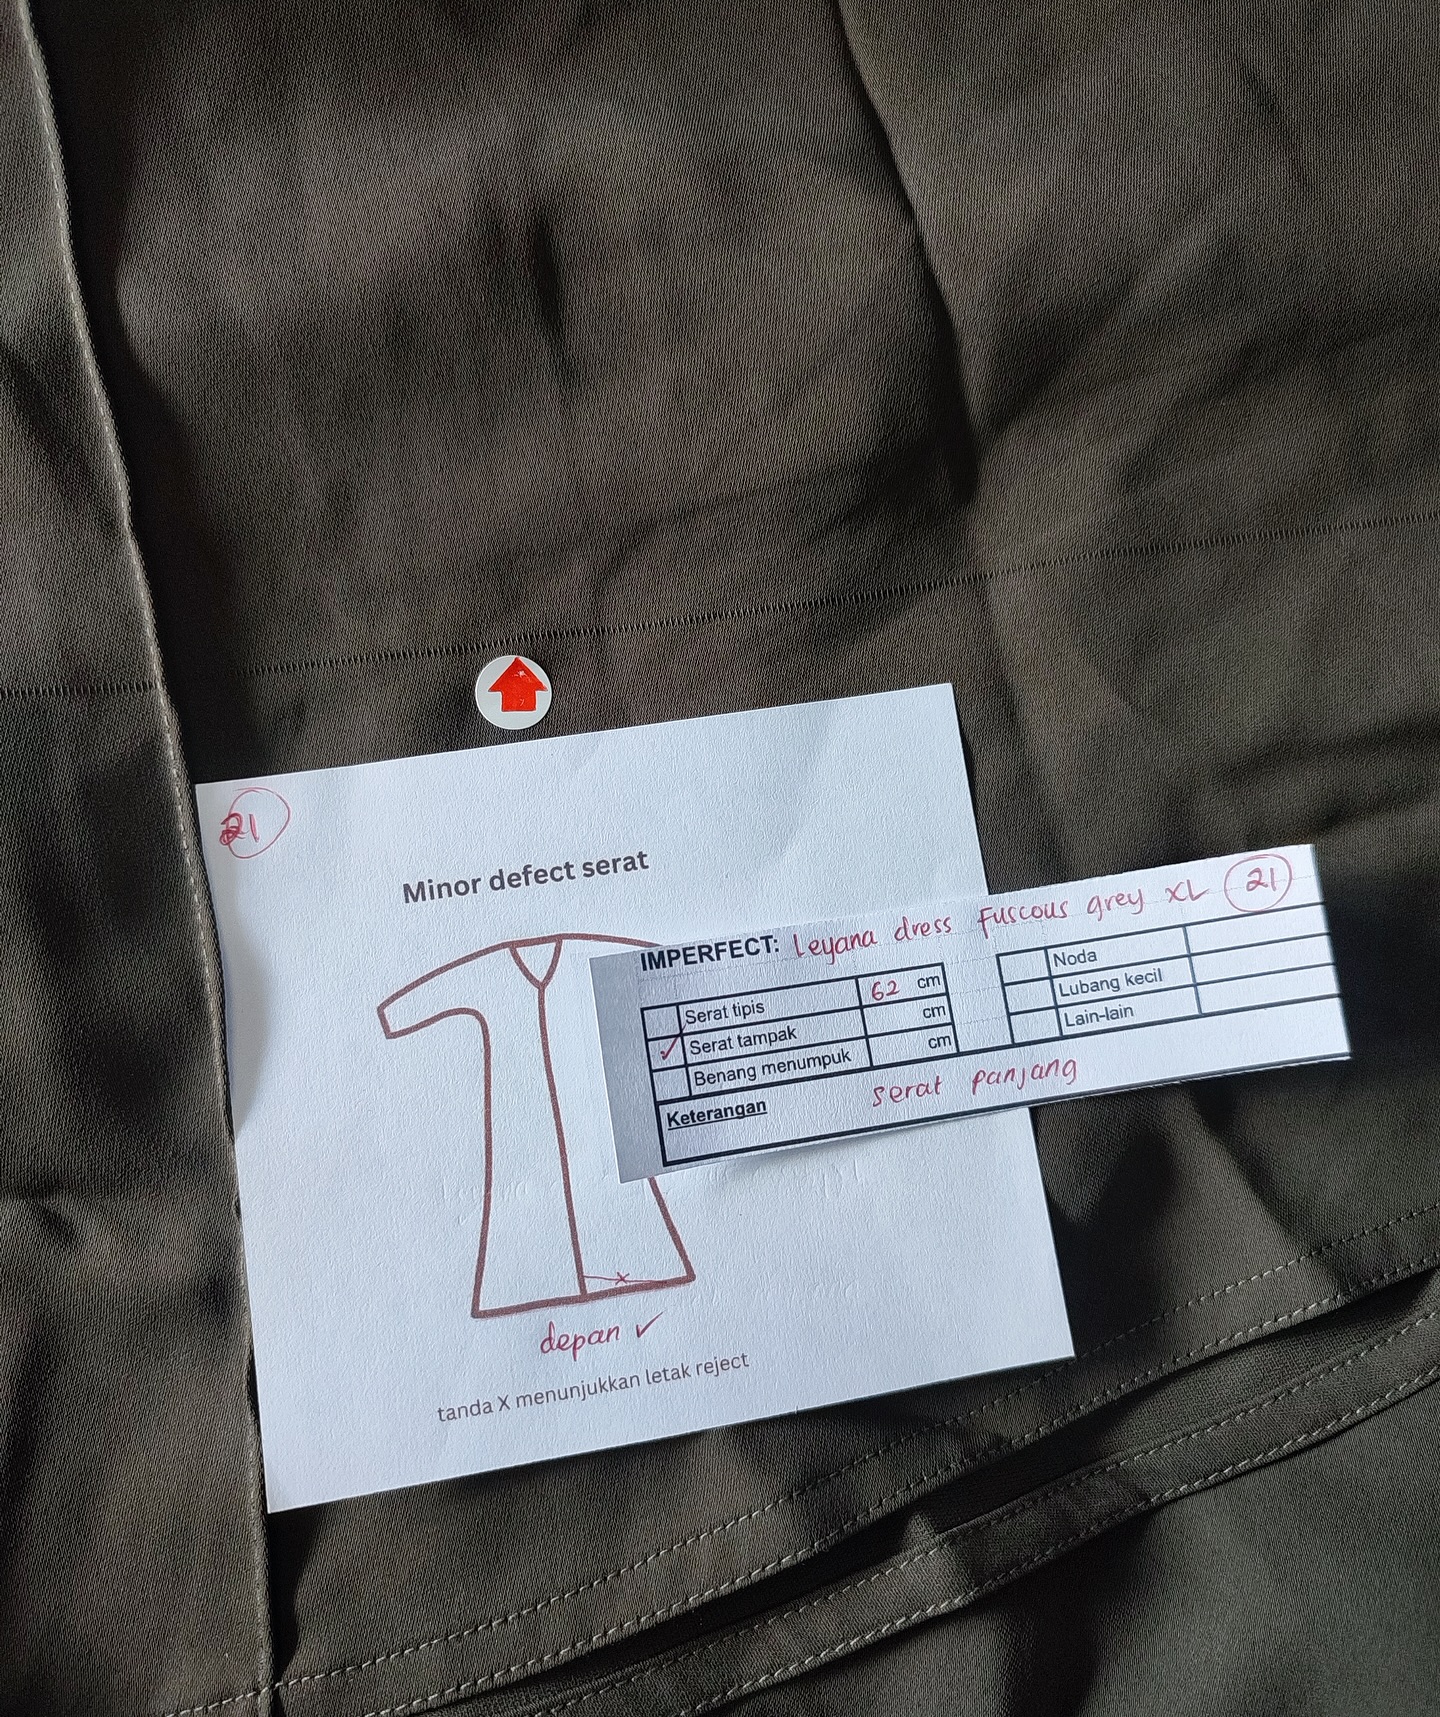 21
Minor defect serat
IMPERFECT: Leyana dress Fuscous grey XL 21
Serat tipis 62 cm
✓ Serat tampak cm
Benang menumpuk cm
Noda
Lubang kecil
Lain-lain
Keterangan serat panjang
x
depan ✓
tanda X menunjukkan letak reject